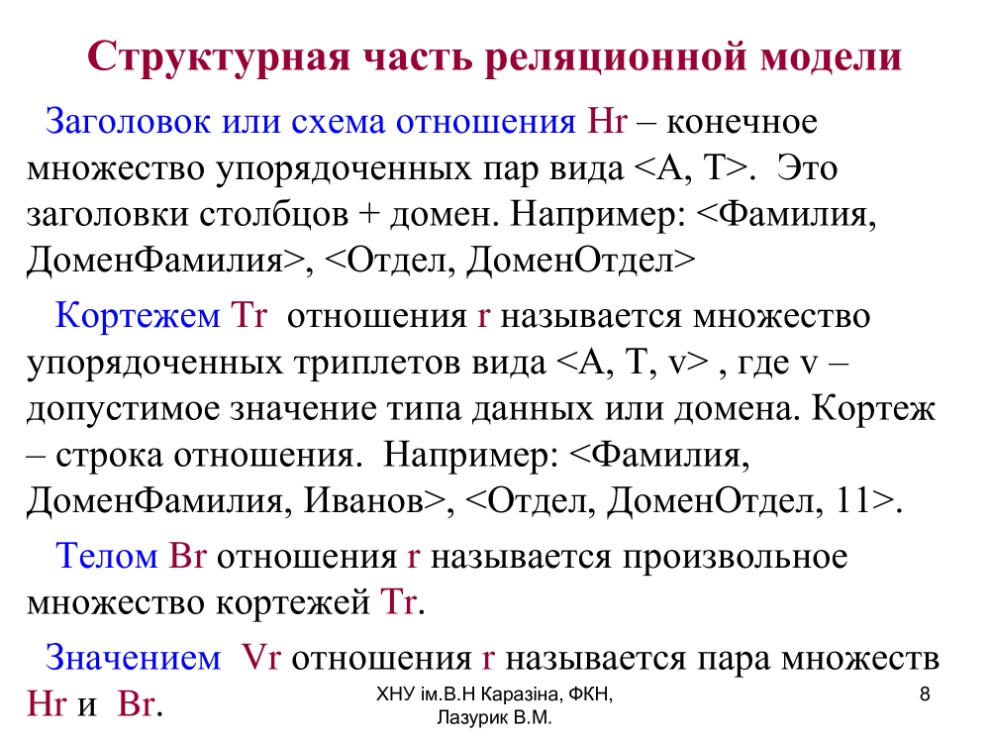 Структурная часть реляционной модели
Заголовок или схема отношения Hr – конечное
множество упорядоченных пар вида <A, T>. Это
заголовки столбцов + домен. Например: <Фамилия,
ДоменФамилия>, <Отдел, ДоменОтдел>
Кортежем Tr отношения r называется множество
упорядоченных триплетов вида <A, T, v> , где v –
допустимое значение типа данных или домена. Кортеж
– строка отношения. Например: <Фамилия,
ДоменФамилия, Иванов>, <Отдел, ДоменОтдел, 11>.
Телом Br отношения r называется произвольное
множество кортежей Tr.
Значением Vr отношения r называется пара множеств
Hr и Br.
ХНУ ім.В.Н Каразіна, ФКН,
Лазурик В.М.
8